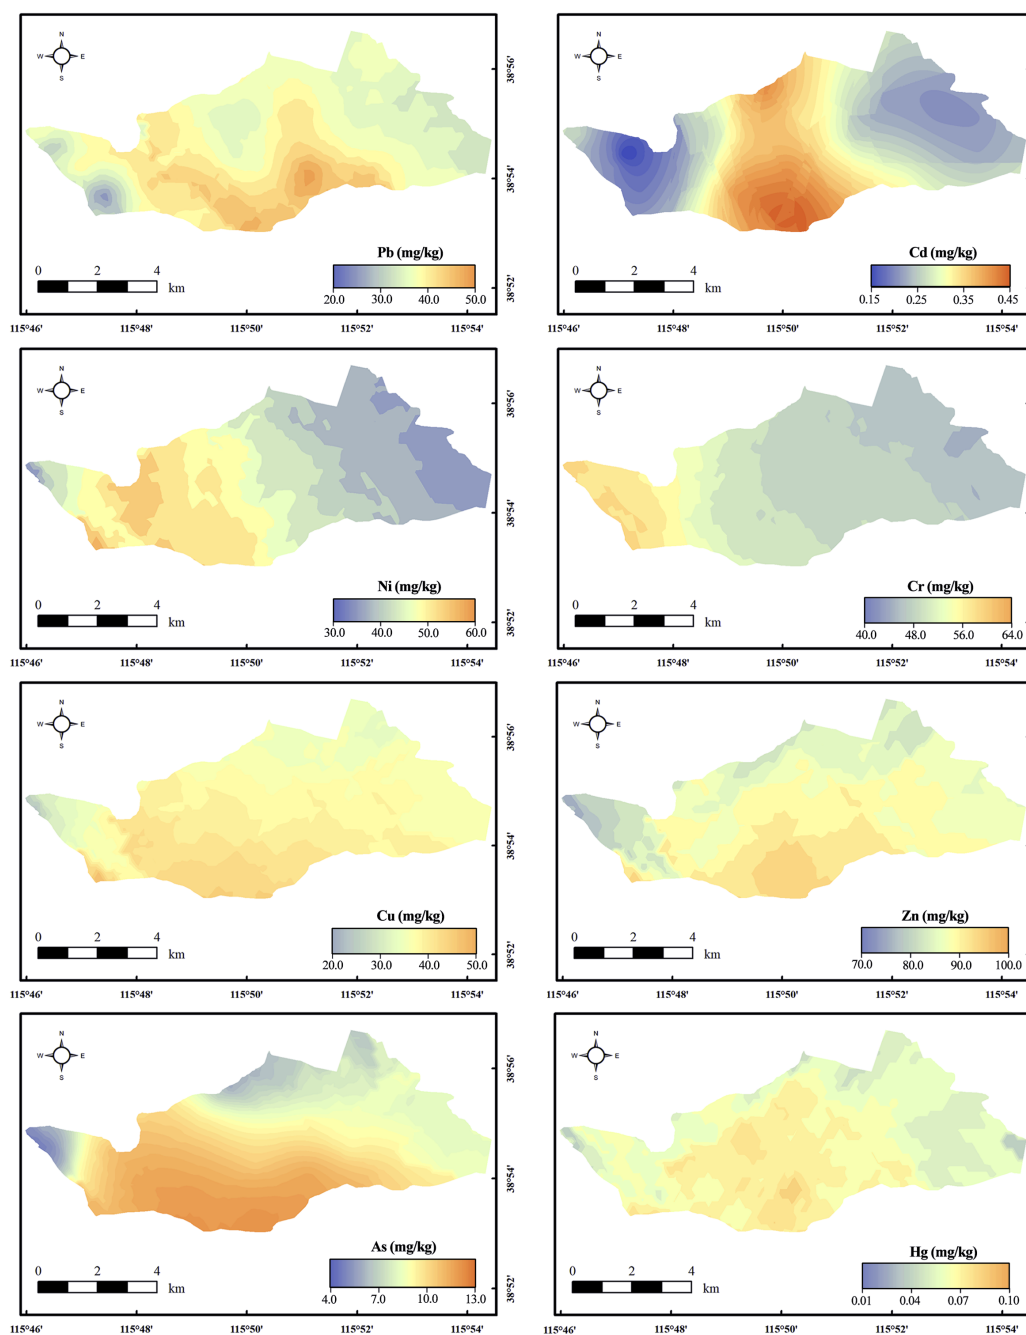 N
W E
S
38°56'
Pb (mg/kg)
38°54'
0 2 4
km
20.0 30.0 40.0 50.0
38°52'
115°46' 115°48' 115°50' 115°52' 115°54'
N
W E
S
Cd (mg/kg)
0 2 4
km
0.15 0.25 0.35 0.45
115°46' 115°48' 115°50' 115°52' 115°54'
N
W E
S
38°56'
38°54'
Ni (mg/kg)
0 2 4
km
30.0 40.0 50.0 60.0
38°52'
115°46' 115°48' 115°50' 115°52' 115°54'
N
W E
S
Cr (mg/kg)
0 2 4
km
40.0 48.0 56.0 64.0
115°46' 115°48' 115°50' 115°52' 115°54'
N
W E
S
38°56'
38°54'
Cu (mg/kg)
0 2 4
km
20.0 30.0 40.0 50.0
38°52'
115°46' 115°48' 115°50' 115°52' 115°54'
N
W E
S
Zn (mg/kg)
0 2 4
km
70.0 80.0 90.0 100.0
115°46' 115°48' 115°50' 115°52' 115°54'
N
W E
S
38°56'
38°54'
As (mg/kg)
0 2 4
km
4.0 7.0 10.0 13.0
38°52'
115°46' 115°48' 115°50' 115°52' 115°54'
N
W E
S
Hg (mg/kg)
0 2 4
km
0.01 0.04 0.07 0.10
115°46' 115°48' 115°50' 115°52' 115°54'